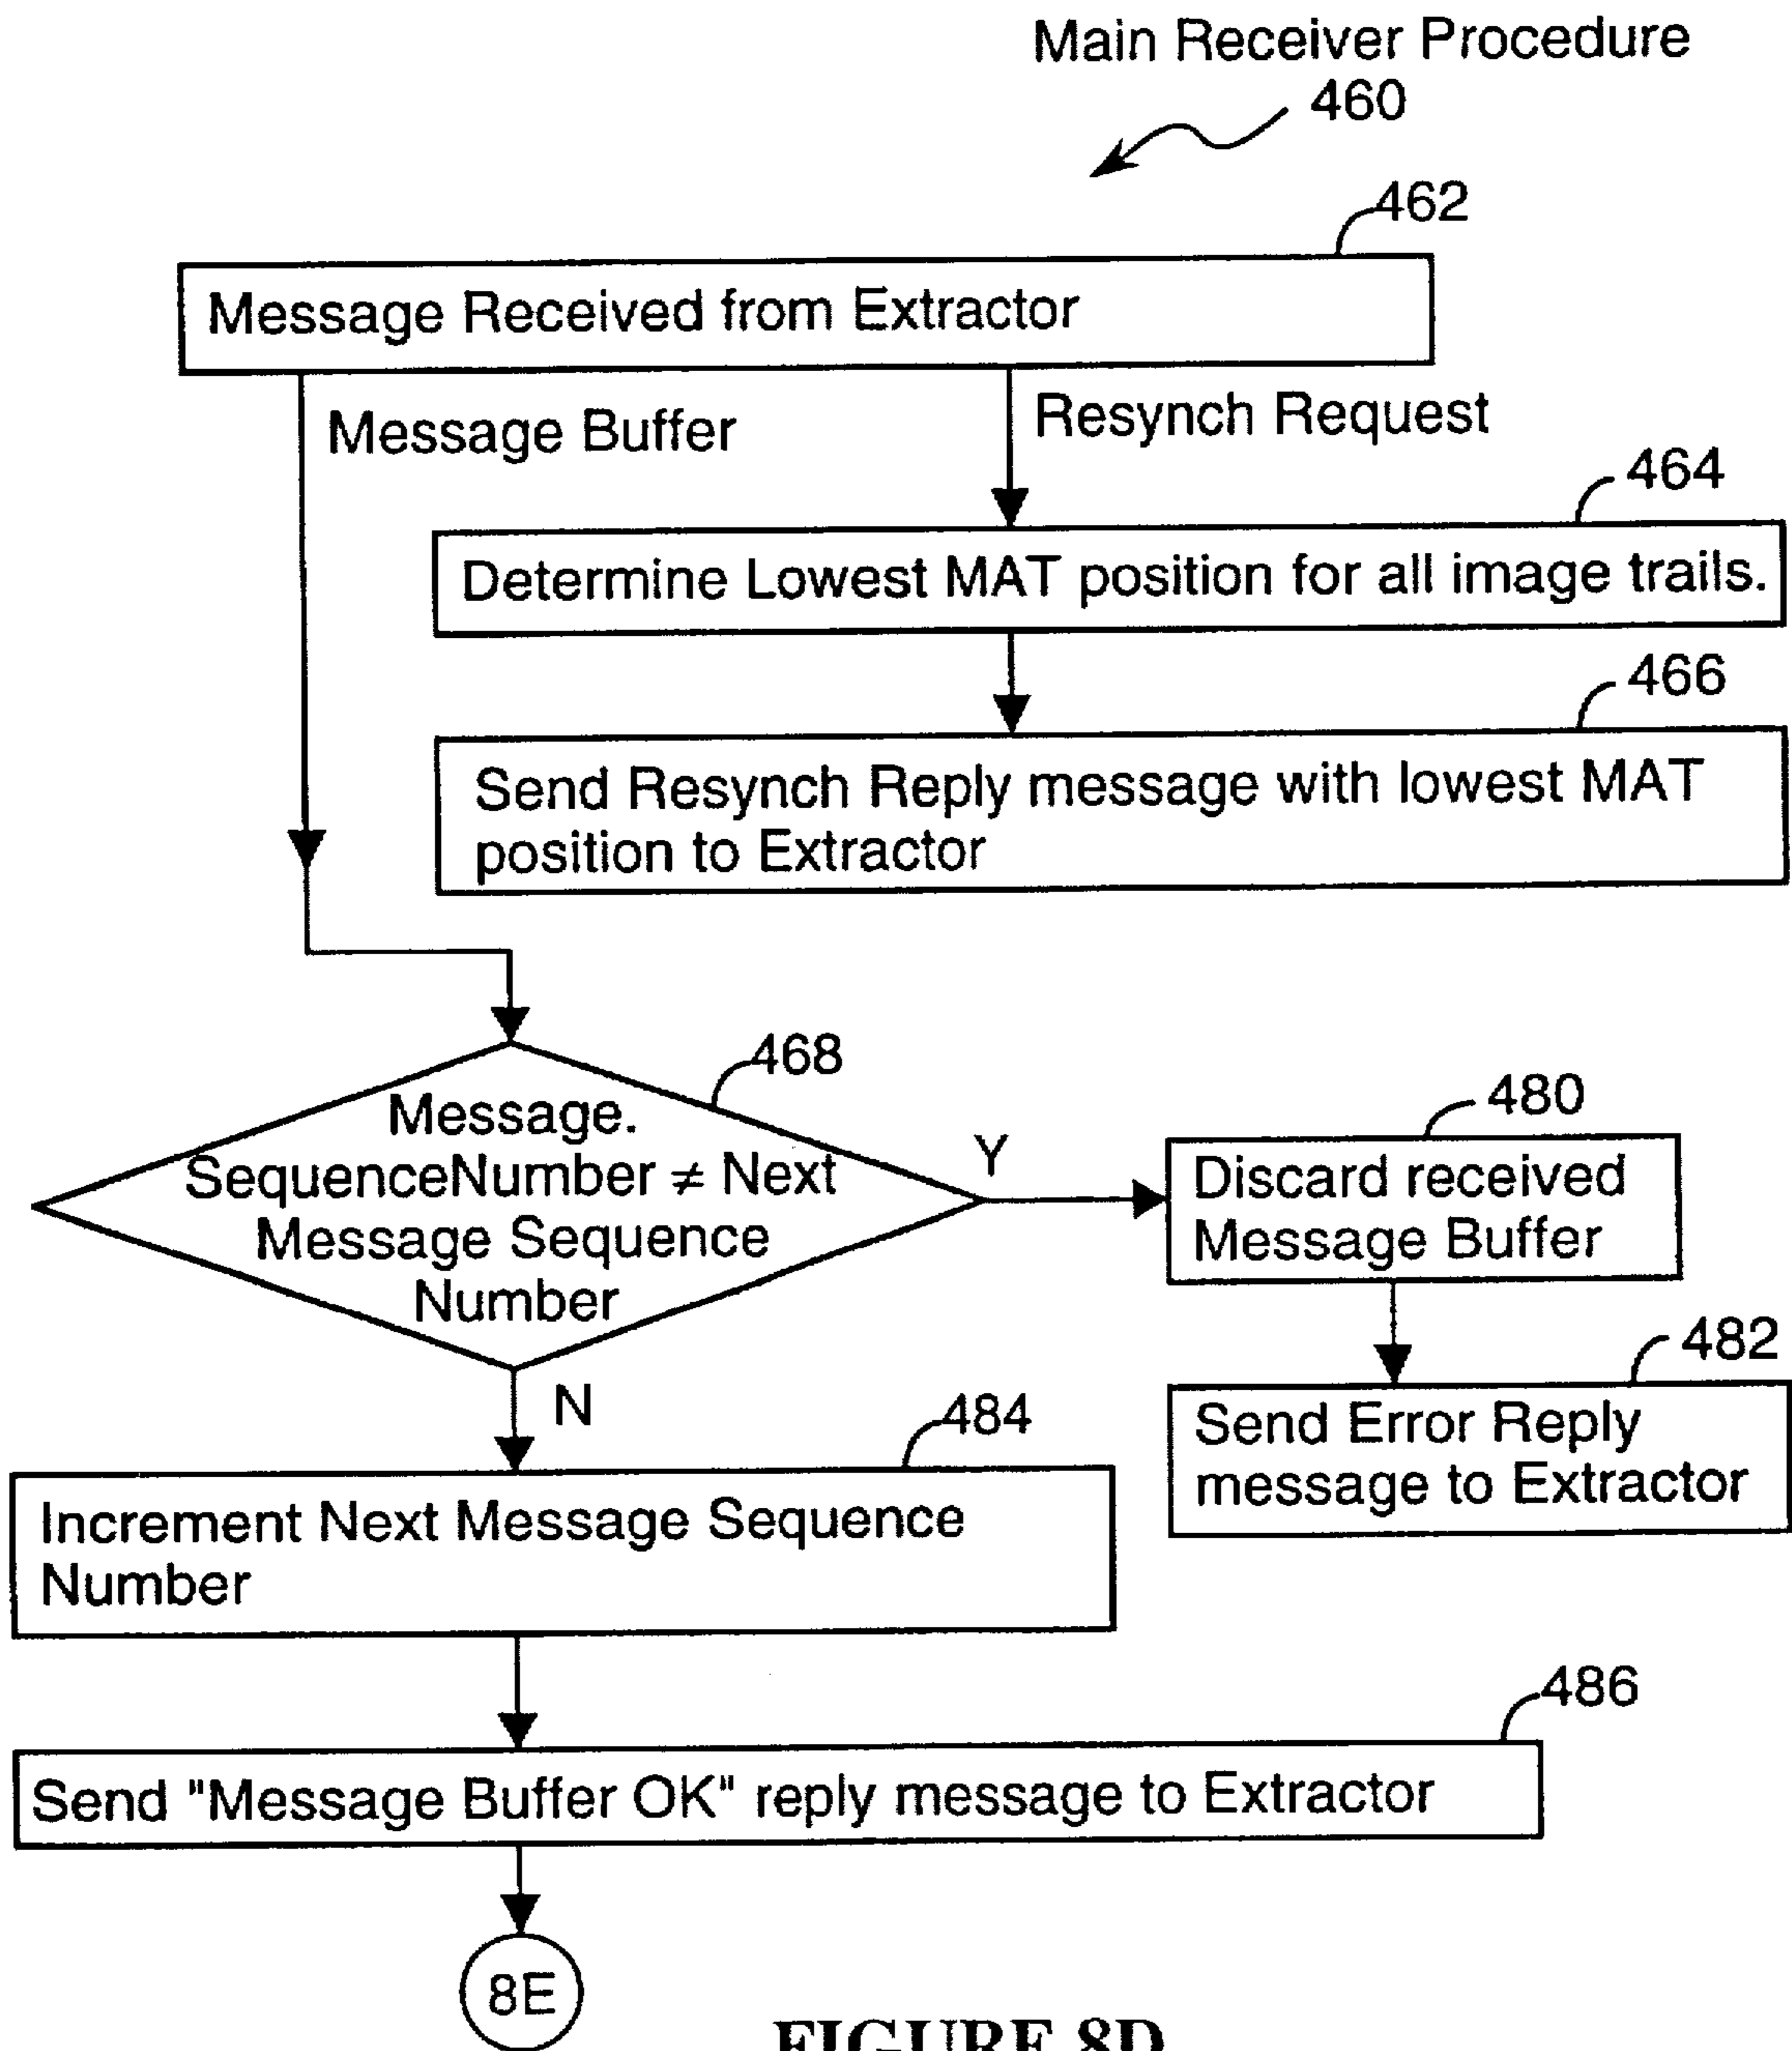 Main Receiver Procedure
460
462
Message Received from Extractor
Message Buffer
Resynch Request
464
Determine Lowest MAT position for all image trails.
466
Send Resynch Reply message with lowest MAT
position to Extractor
468
Message.
SequenceNumber ≠ Next
Message Sequence
Number
Y
480
Discard received
Message Buffer
482
Send Error Reply
message to Extractor
N
484
Increment Next Message Sequence
Number
486
Send "Message Buffer OK" reply message to Extractor
8E
FIGURE 8D